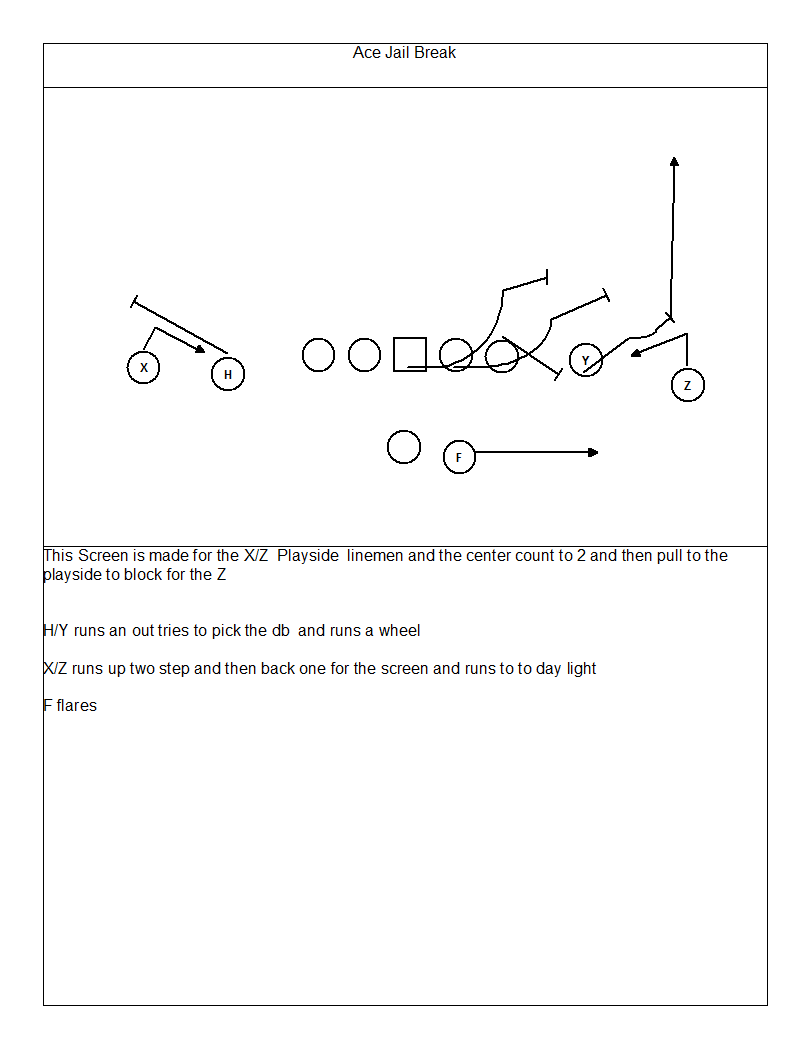 Ace Jail Break
X
H
Y
Z
F
This Screen is made for the X/Z Playside linemen and the center count to 2 and then pull to the
playside to block for the Z
H/Y runs an out tries to pick the db and runs a wheel
X/Z runs up two step and then back one for the screen and runs to to day light
F flares